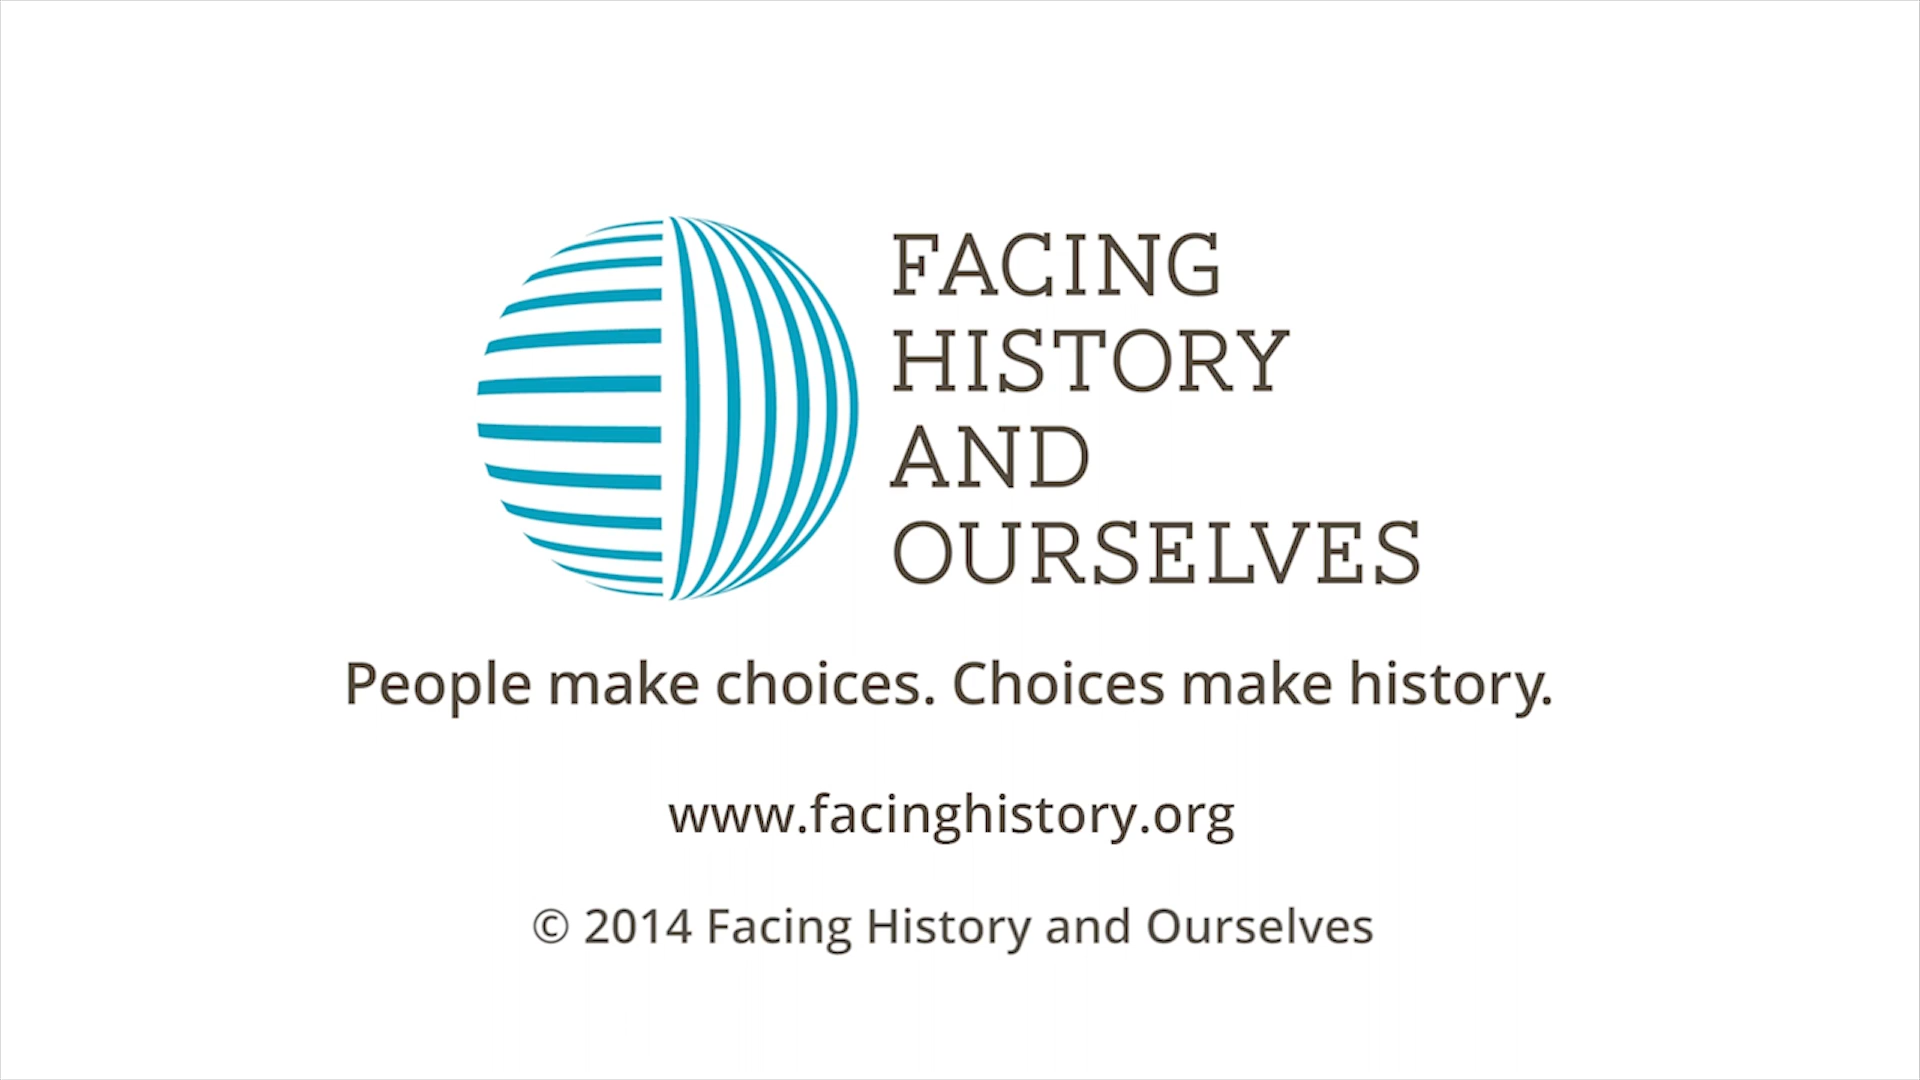 FACING
HISTORY
AND
OURSELVES
People make choices. Choices make history.
www.facinghistory.org
© 2014 Facing History and Ourselves